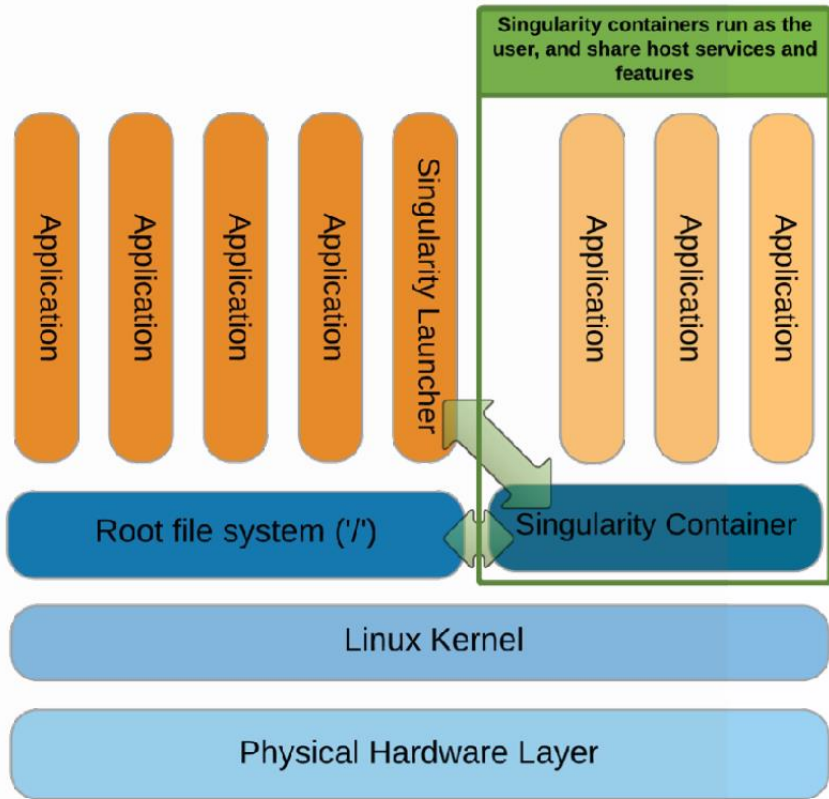 Singularity containers run as the
user, and share host services and
features
Application
Application
Application
Application
Singularity Launcher
Application
Application
Application
Root file system ('/')
Singularity Container
Linux Kernel
Physical Hardware Layer